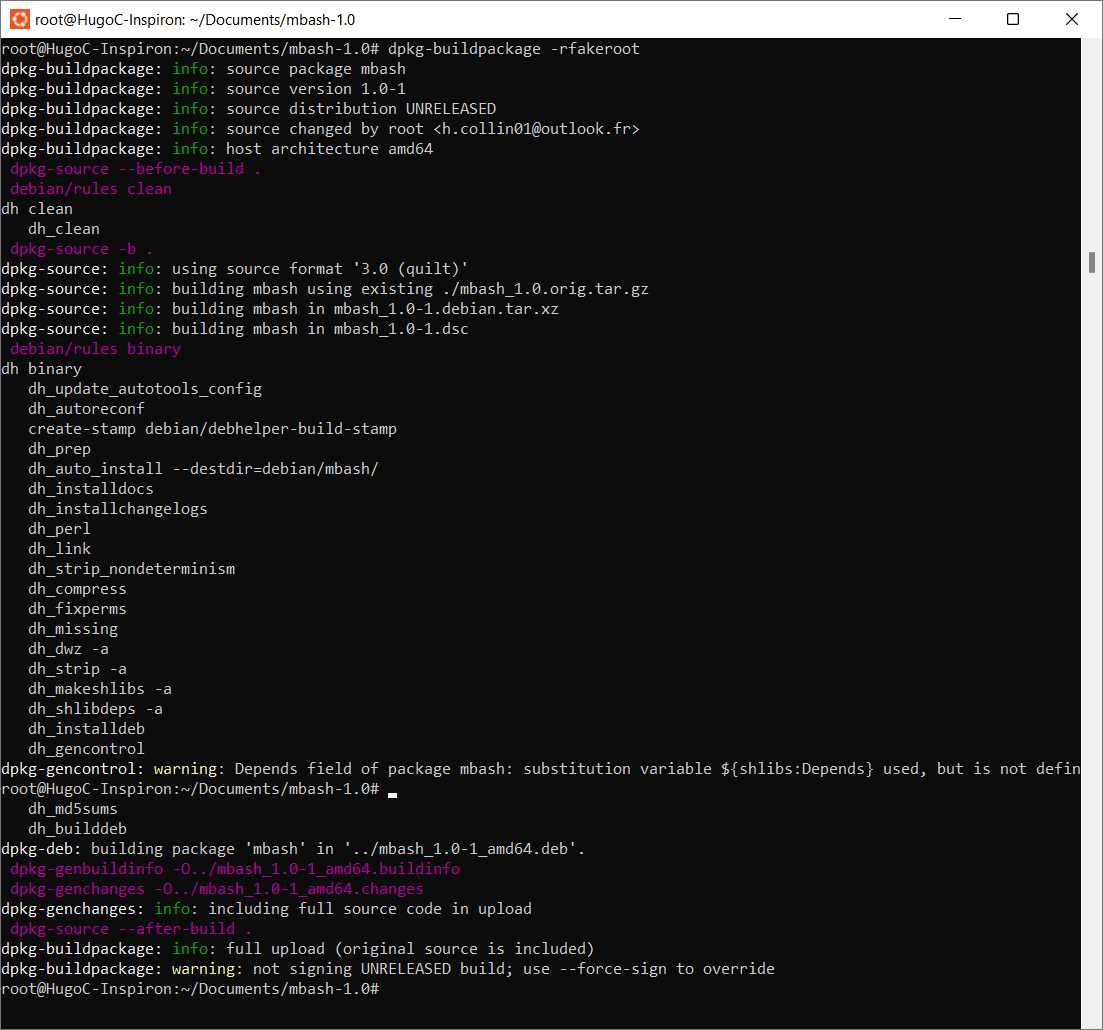 root@HugoC-Inspiron: ~/Documents/mbash-1.0
root@HugoC-Inspiron:~/Documents/mbash-1.0# dpkg-buildpackage -rfakeroot
dpkg-buildpackage: info: source package mbash
dpkg-buildpackage: info: source version 1.0-1
dpkg-buildpackage: info: source distribution UNRELEASED
dpkg-buildpackage: info: source changed by root <h.collin01@outlook.fr>
dpkg-buildpackage: info: host architecture amd64
 dpkg-source --before-build .
 debian/rules clean
dh clean
   dh_clean
 dpkg-source -b .
dpkg-source: info: using source format '3.0 (quilt)'
dpkg-source: info: building mbash using existing ./mbash_1.0.orig.tar.gz
dpkg-source: info: building mbash in mbash_1.0-1.debian.tar.xz
dpkg-source: info: building mbash in mbash_1.0-1.dsc
 debian/rules binary
dh binary
   dh_update_autotools_config
   dh_autoreconf
   create-stamp debian/debhelper-build-stamp
   dh_prep
   dh_auto_install --destdir=debian/mbash/
   dh_installdocs
   dh_installchangelogs
   dh_perl
   dh_link
   dh_strip_nondeterminism
   dh_compress
   dh_fixperms
   dh_missing
   dh_dwz -a
   dh_strip -a
   dh_makeshlibs -a
   dh_shlibdeps -a
   dh_installdeb
   dh_gencontrol
dpkg-gencontrol: warning: Depends field of package mbash: substitution variable ${shlibs:Depends} used, but is not defin
root@HugoC-Inspiron:~/Documents/mbash-1.0#
   dh_md5sums
   dh_builddeb
dpkg-deb: building package 'mbash' in '../mbash_1.0-1_amd64.deb'.
 dpkg-genbuildinfo -O../mbash_1.0-1_amd64.buildinfo
 dpkg-genchanges -O../mbash_1.0-1_amd64.changes
dpkg-genchanges: info: including full source code in upload
 dpkg-source --after-build .
dpkg-buildpackage: info: full upload (original source is included)
dpkg-buildpackage: warning: not signing UNRELEASED build; use --force-sign to override
root@HugoC-Inspiron:~/Documents/mbash-1.0#